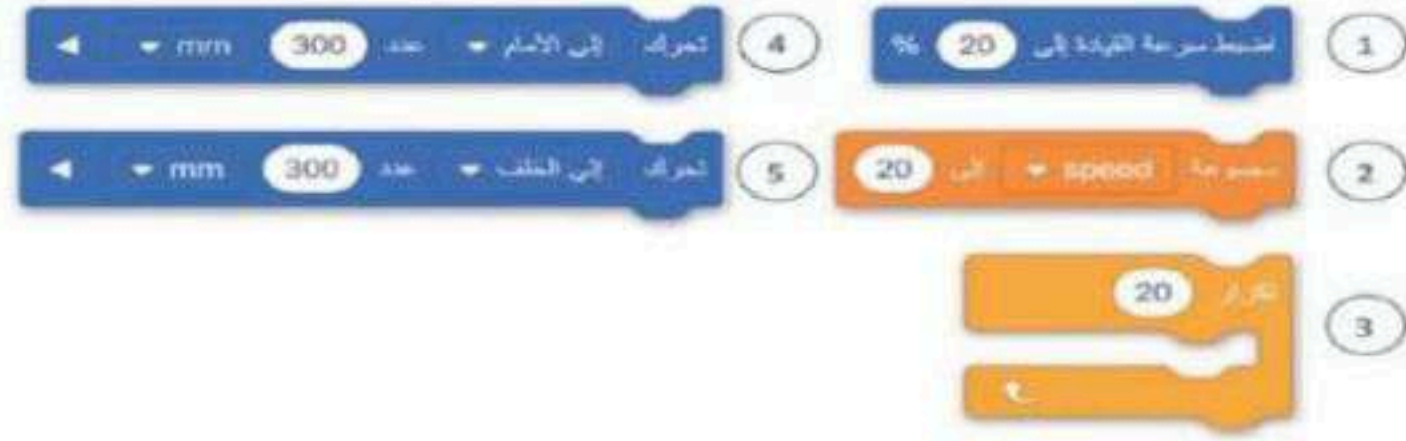 1
اضبط سرعة القيادة إلى 20 %
2
مجموعة speed إلى 20
3
تكرار 20
4
تحرك إلى الأمام عدد 300 mm
5
تحرك إلى الخلف عدد 300 mm